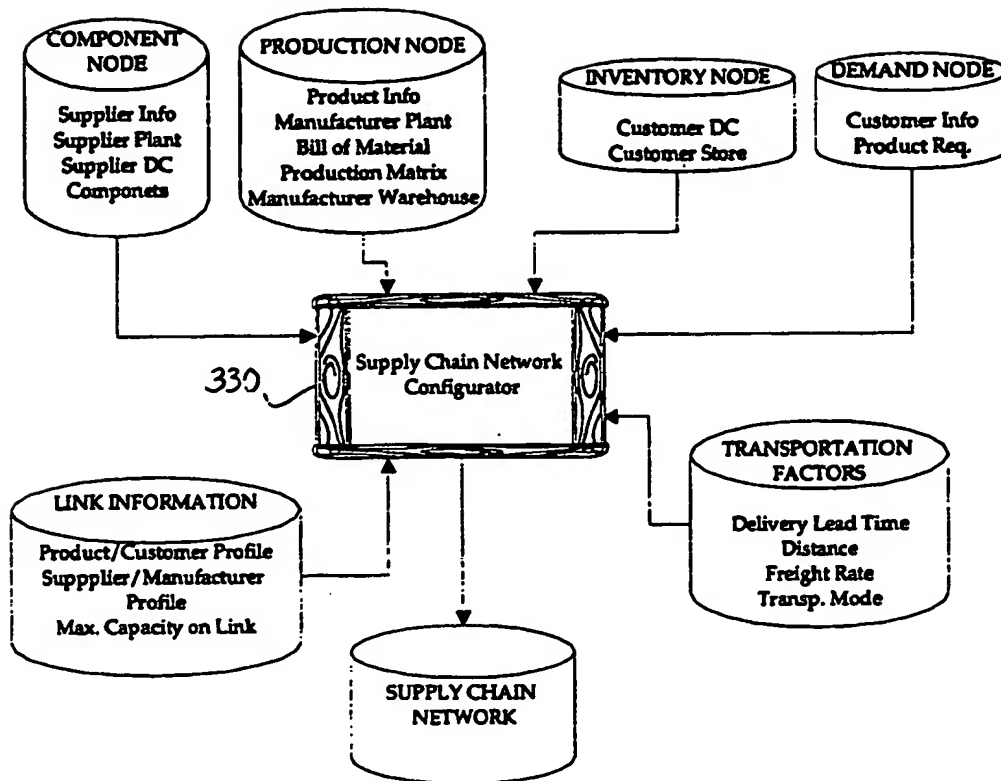 COMPONENT
NODE
Supplier Info
Supplier Plant
Supplier DC
Componets
PRODUCTION NODE
Product Info
Manufacturer Plant
Bill of Material
Production Matrix
Manufacturer Warehouse
INVENTORY NODE
Customer DC
Customer Store
DEMAND NODE
Customer Info
Product Req.
330
Supply Chain Network
Configurator
LINK INFORMATION
Product/Customer Profile
Suppplier/Manufacturer
Profile
Max. Capacity on Link
TRANSPORTATION
FACTORS
Delivery Lead Time
Distance
Freight Rate
Transp. Mode
SUPPLY CHAIN
NETWORK